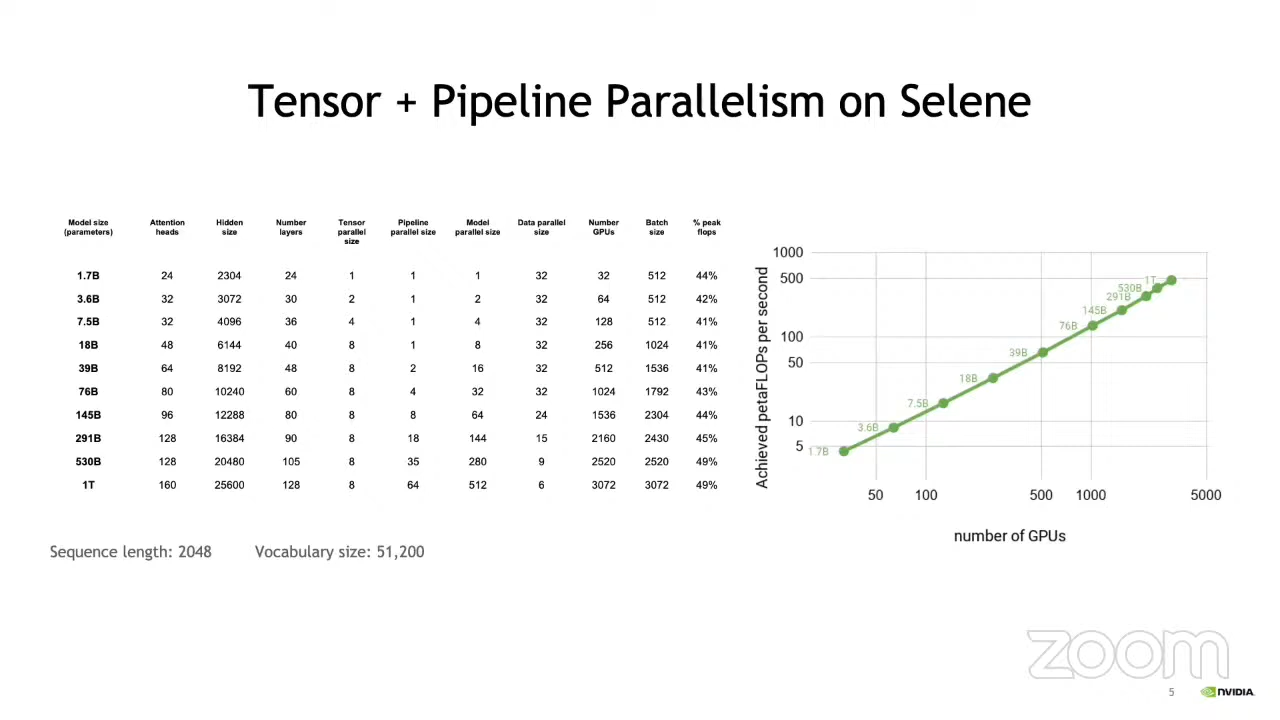 Tensor + Pipeline Parallelism on Selene
Model size (parameters) Attention heads Hidden size Number layers Tensor parallel size Pipeline parallel size Model parallel size Data parallel size Number GPUs Batch size % peak flops
1.7B 24 2304 24 1 1 1 32 32 512 44%
3.6B 32 3072 30 2 1 2 32 64 512 42%
7.5B 32 4096 36 4 1 4 32 128 512 41%
18B 48 6144 40 8 1 8 32 256 1024 41%
39B 64 8192 48 8 2 16 32 512 1536 41%
76B 80 10240 60 8 4 32 32 1024 1792 43%
145B 96 12288 80 8 8 64 24 1536 2304 44%
291B 128 16384 90 8 18 144 15 2160 2430 45%
530B 128 20480 105 8 35 280 9 2520 2520 49%
1T 160 25600 128 8 64 512 6 3072 3072 49%
Sequence length: 2048 Vocabulary size: 51,200
Achieved petaFLOPs per second
1000
500
100
50
10
5
1.7B
3.6B
7.5B
18B
39B
76B
145B
291B
530B
1T
50 100 500 1000 5000
number of GPUs
zoom
5 NVIDIA.